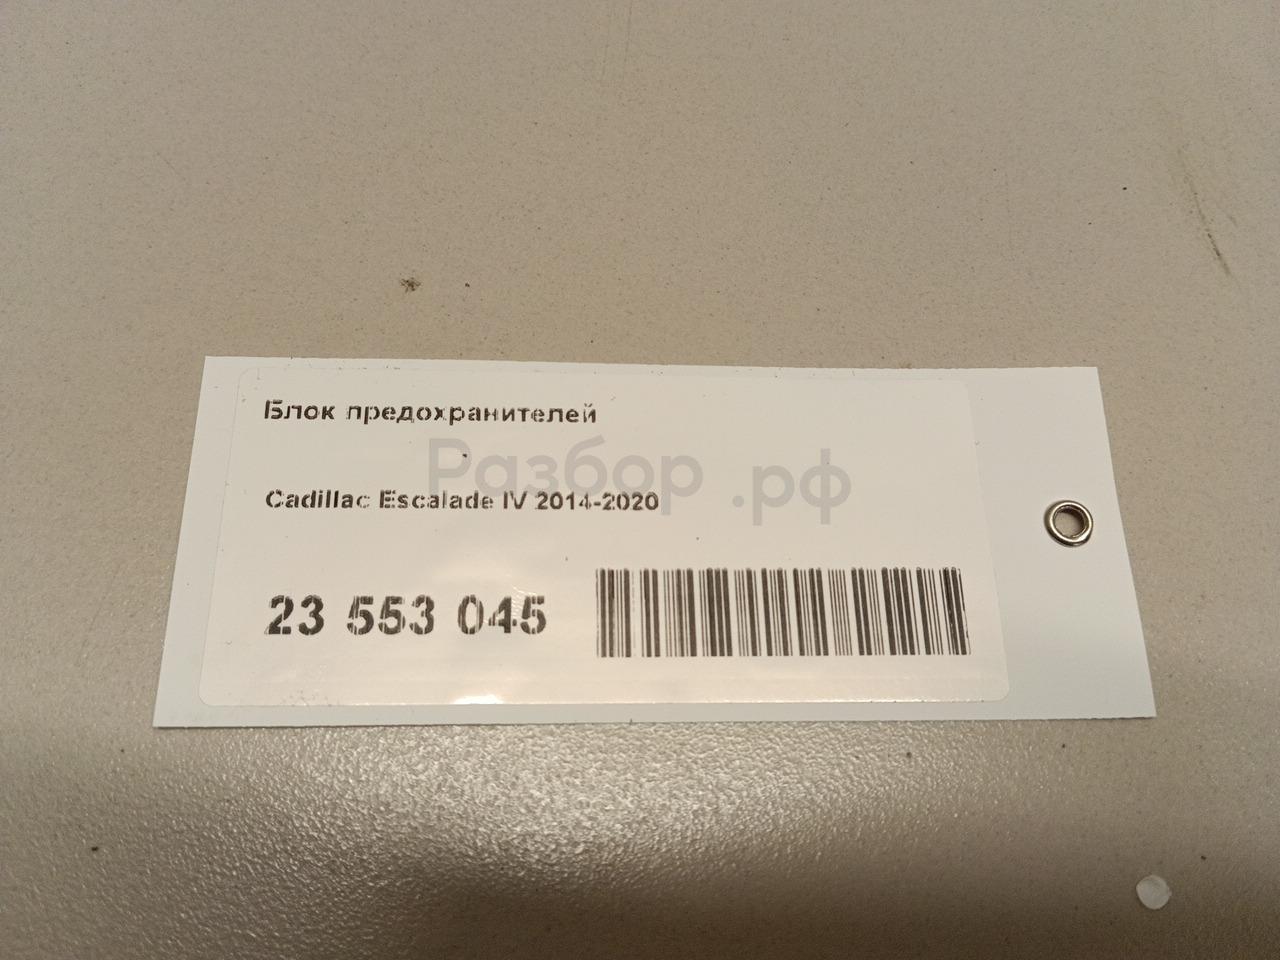 Блок предохранителей
Разбор.рф
Cadillac Escalade IV 2014-2020
23 553 045